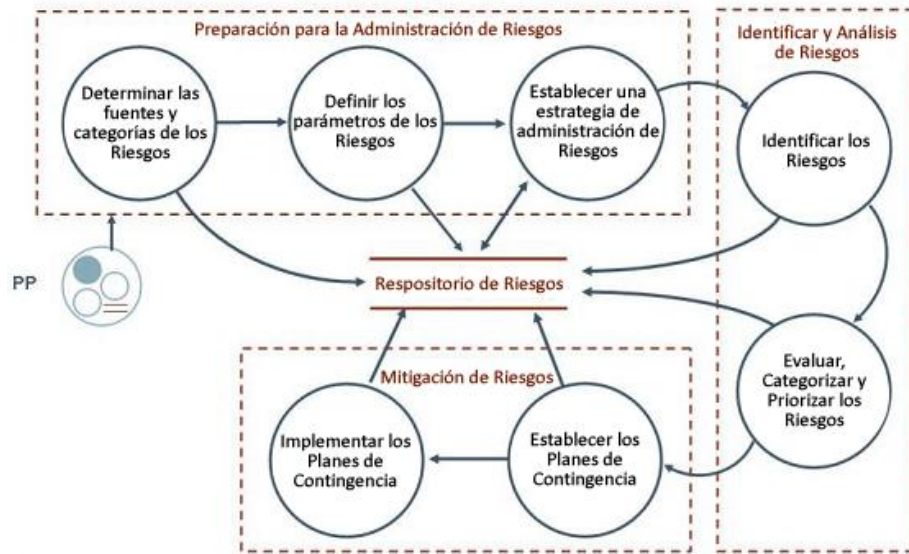 Preparación para la Administración de Riesgos
Determinar las
fuentes y
categorías de los
Riesgos
Definir los
parámetros de los
Riesgos
Establecer una
estrategia de
administración de
Riesgos
Identificar y Análisis
de Riesgos
Identificar los
Riesgos
PP
Respositorio de Riesgos
Evaluar,
Categorizar y
Priorizar los
Riesgos
Mitigación de Riesgos
Implementar los
Planes de
Contingencia
Establecer los
Planes de
Contingencia